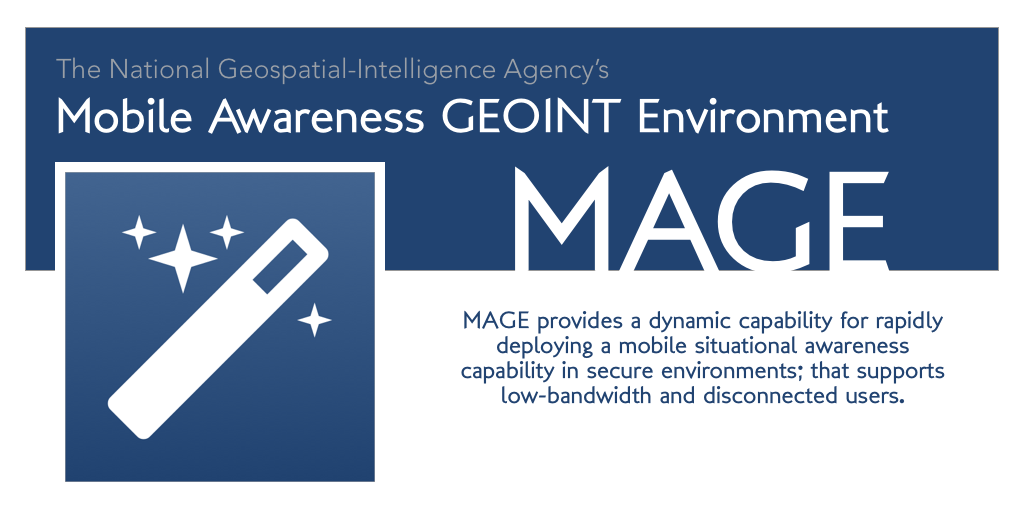 The National Geospatial-Intelligence Agency's
Mobile Awareness GEOINT Environment
MAGE
MAGE provides a dynamic capability for rapidly
deploying a mobile situational awareness
capability in secure environments; that supports
low-bandwidth and disconnected users.